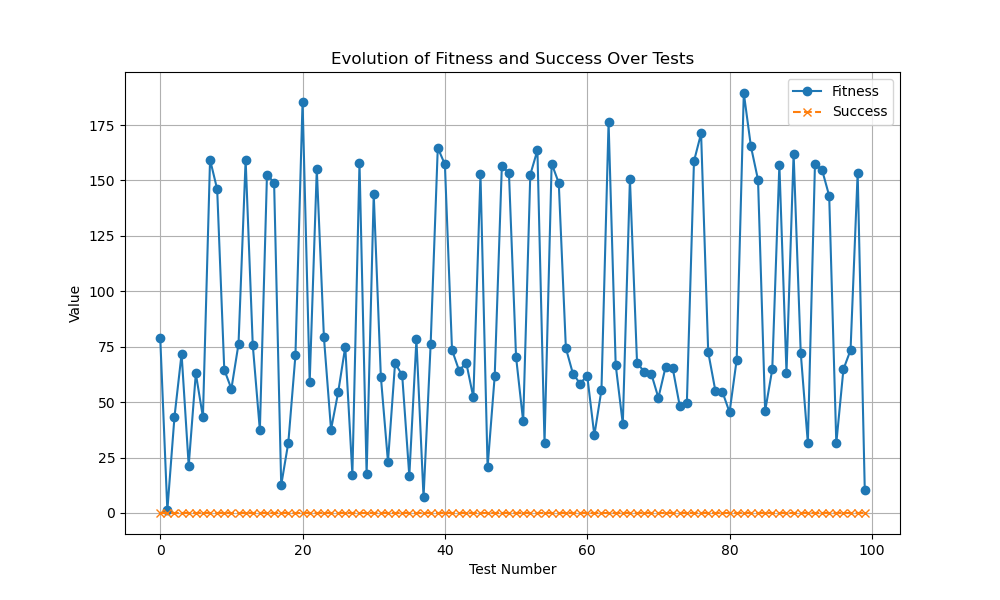 Evolution of Fitness and Success Over Tests
Fitness
Success
Value
175
150
125
100
75
50
25
0
0 20 40 60 80 100
Test Number